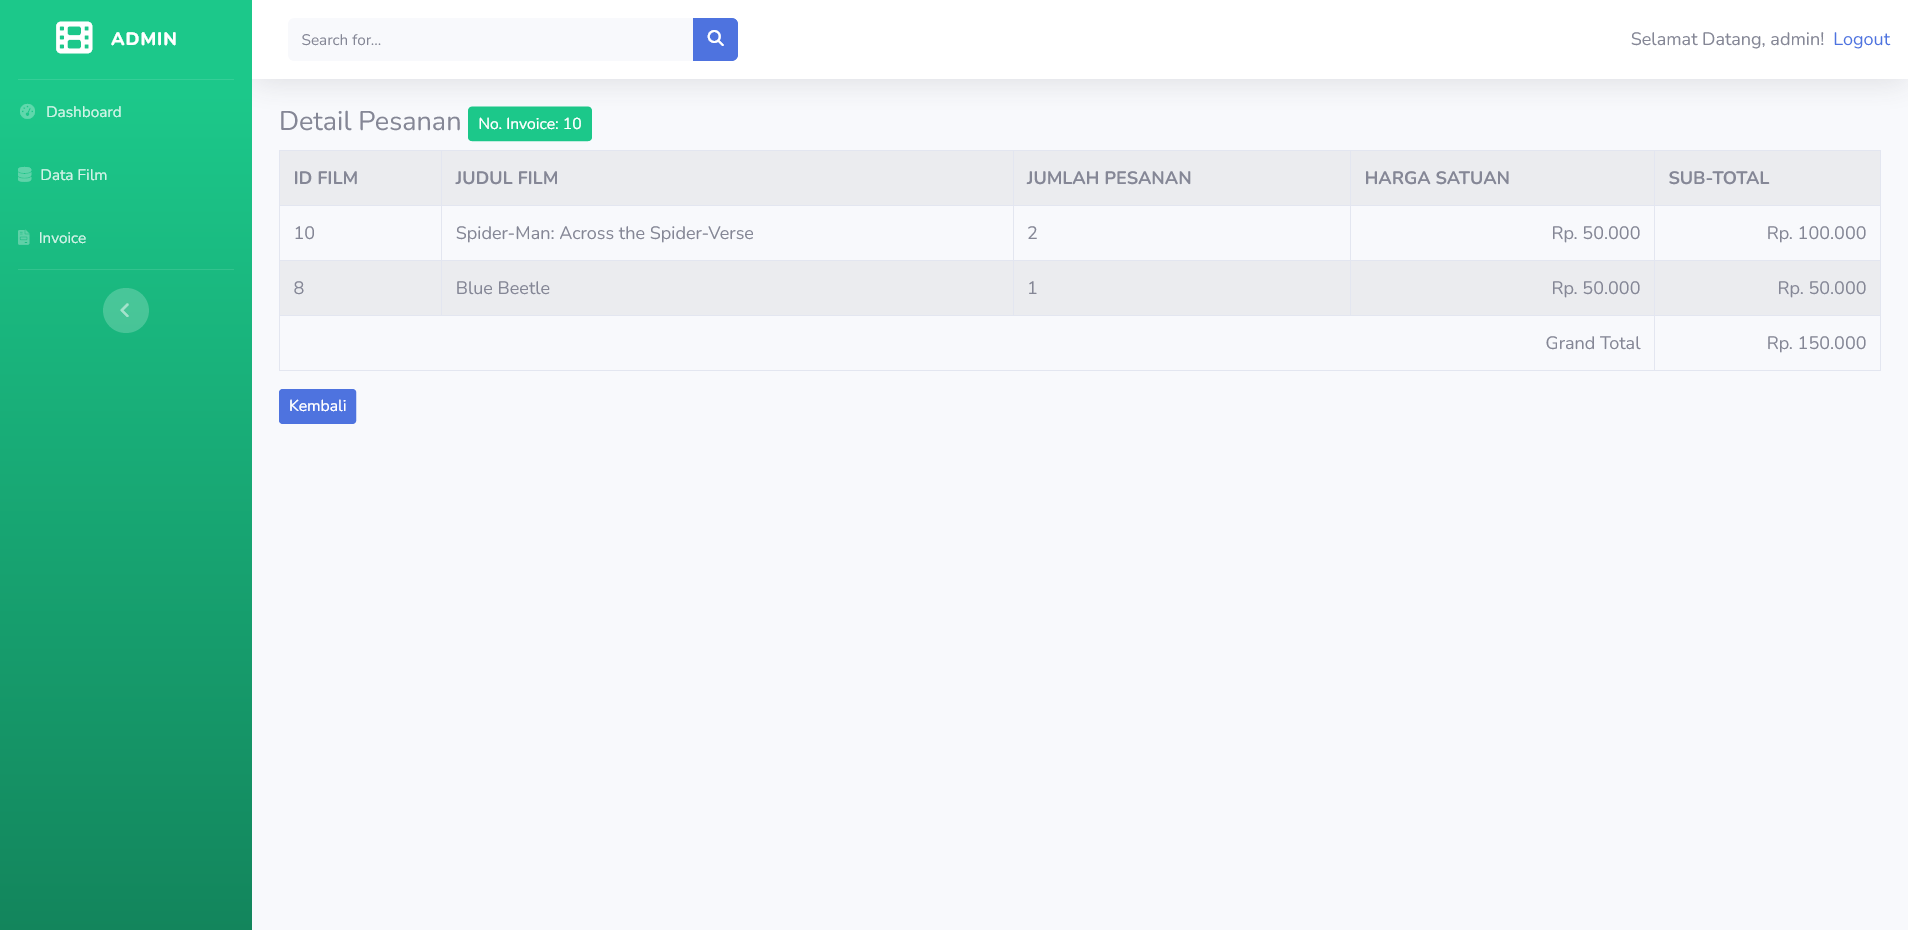 ADMIN
Search for...
Selamat Datang, admin! Logout
Dashboard
Data Film
Invoice
Detail Pesanan No. Invoice: 10
ID FILM JUDUL FILM JUMLAH PESANAN HARGA SATUAN SUB-TOTAL
10 Spider-Man: Across the Spider-Verse 2 Rp. 50.000 Rp. 100.000
8 Blue Beetle 1 Rp. 50.000 Rp. 50.000
Grand Total Rp. 150.000
Kembali